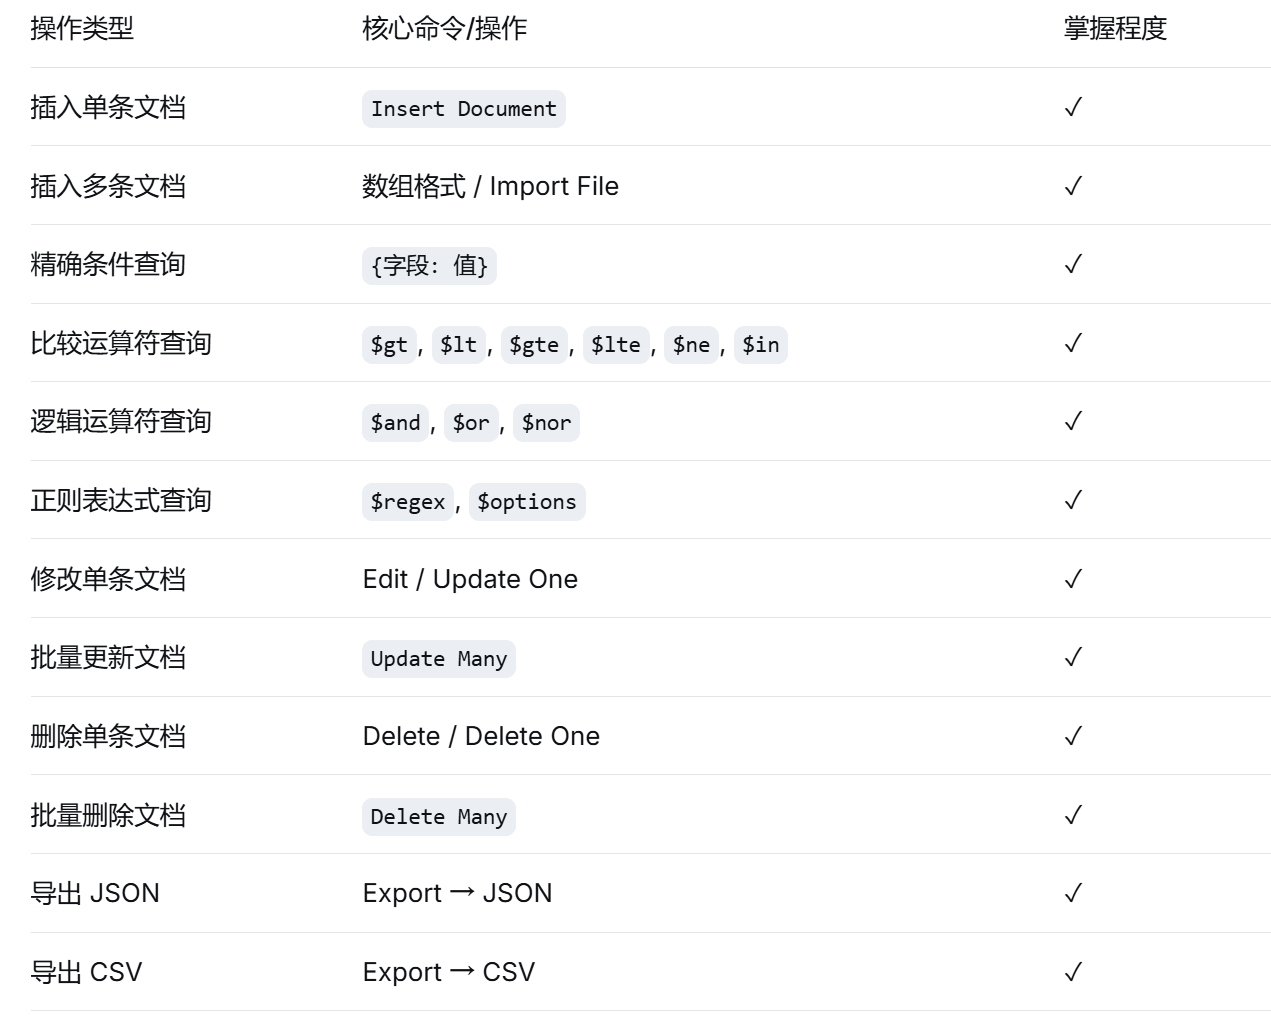 操作类型 核心命令/操作 掌握程度
插入单条文档 Insert Document ✓
插入多条文档 数组格式 / Import File ✓
精确条件查询 {字段: 值} ✓
比较运算符查询 $gt, $lt, $gte, $lte, $ne, $in ✓
逻辑运算符查询 $and, $or, $nor ✓
正则表达式查询 $regex, $options ✓
修改单条文档 Edit / Update One ✓
批量更新文档 Update Many ✓
删除单条文档 Delete / Delete One ✓
批量删除文档 Delete Many ✓
导出 JSON Export → JSON ✓
导出 CSV Export → CSV ✓